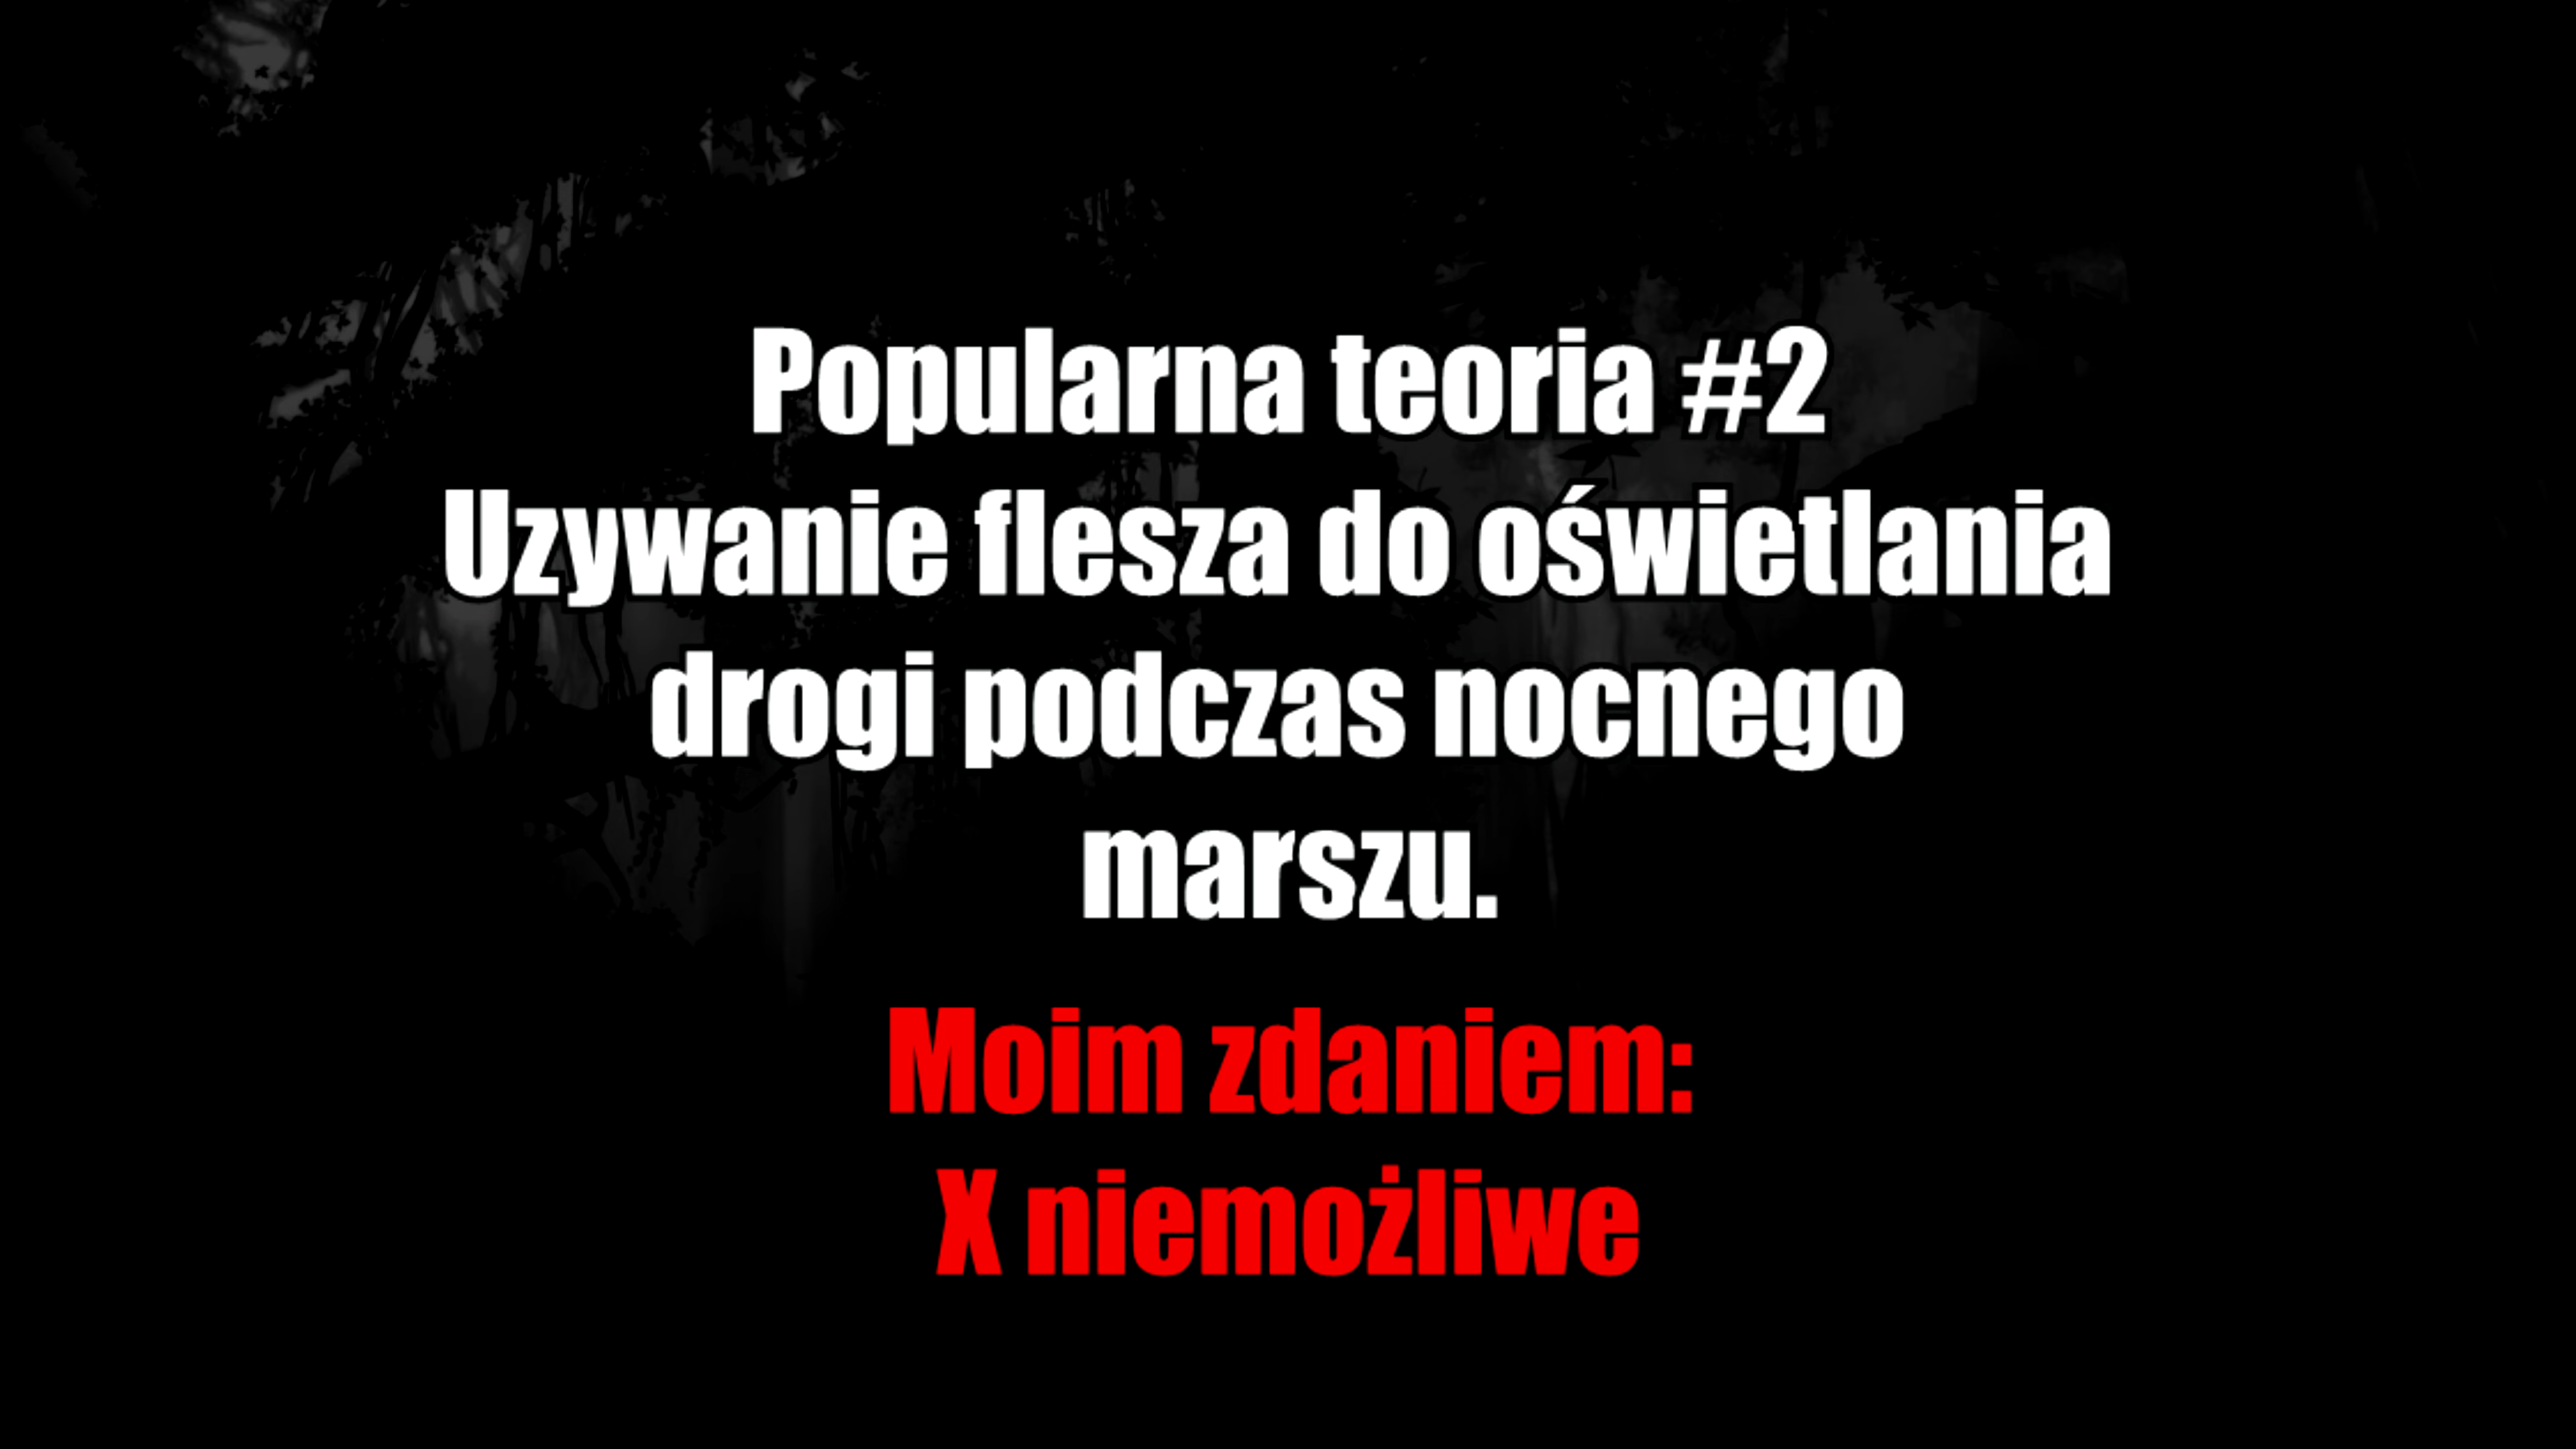 Popularna teoria #2
Uzywanie flesza do oświetlania
drogi podczas nocnego
marszu.
Moim zdaniem:
X niemożliwe